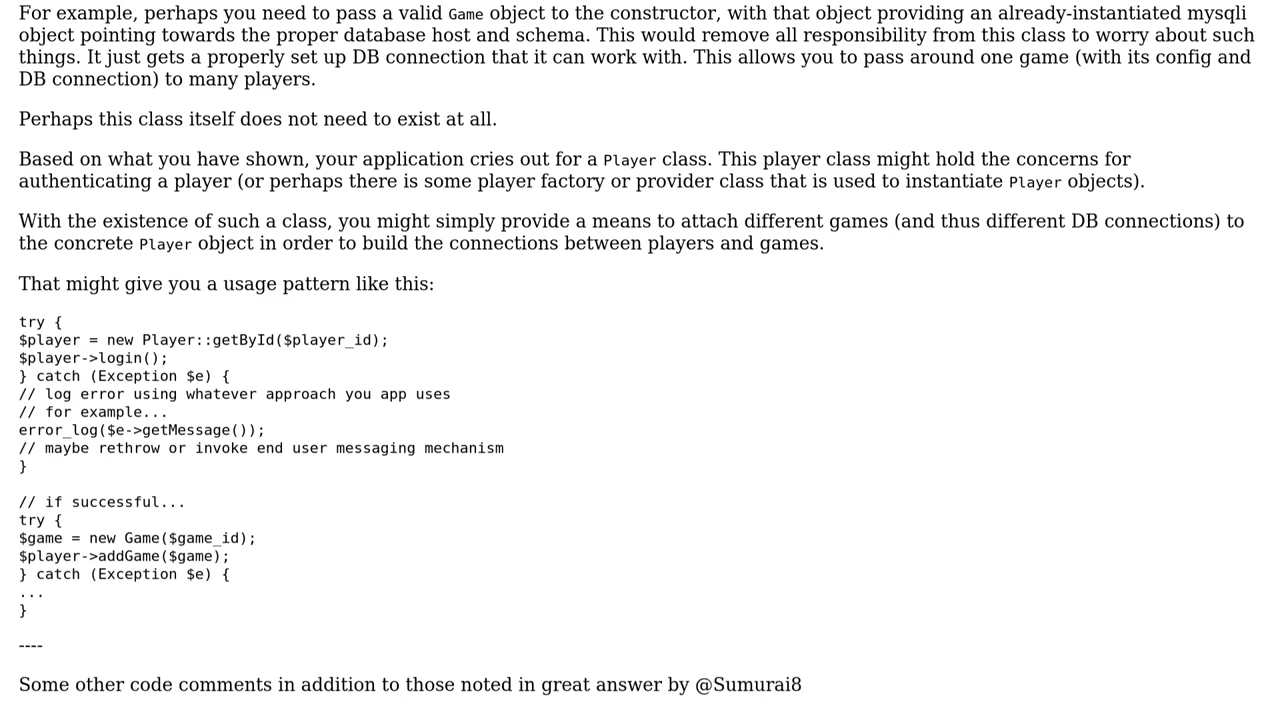 For example, perhaps you need to pass a valid Game object to the constructor, with that object providing an already-instantiated mysqli
object pointing towards the proper database host and schema. This would remove all responsibility from this class to worry about such
things. It just gets a properly set up DB connection that it can work with. This allows you to pass around one game (with its config and
DB connection) to many players.
Perhaps this class itself does not need to exist at all.
Based on what you have shown, your application cries out for a Player class. This player class might hold the concerns for
authenticating a player (or perhaps there is some player factory or provider class that is used to instantiate Player objects).
With the existence of such a class, you might simply provide a means to attach different games (and thus different DB connections) to
the concrete Player object in order to build the connections between players and games.
That might give you a usage pattern like this:
try {
$player = new Player::getById($player_id);
$player->login();
} catch (Exception $e) {
// log error using whatever approach you app uses
// for example...
error_log($e->getMessage());
// maybe rethrow or invoke end user messaging mechanism
}
// if successful...
try {
$game = new Game($game_id);
$player->addGame($game);
} catch (Exception $e) {
...
}
----
Some other code comments in addition to those noted in great answer by @Sumurai8